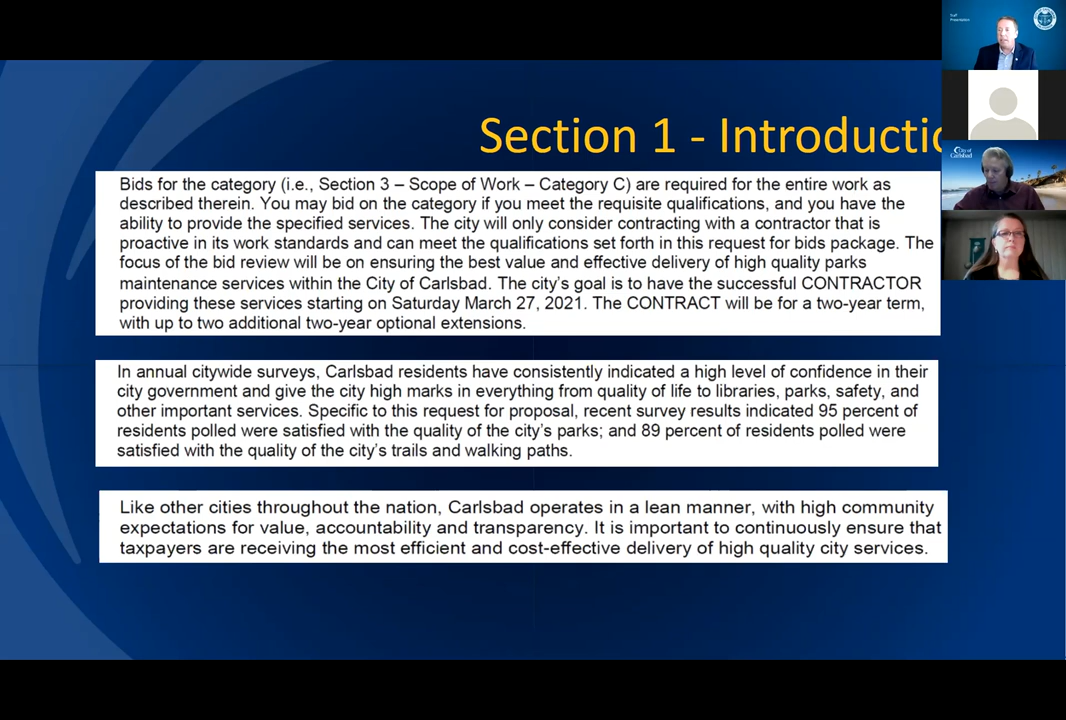 Staff
Presentation
Section 1 - Introductio
Bids for the category (i.e., Section 3 – Scope of Work – Category C) are required for the entire work as
described therein. You may bid on the category if you meet the requisite qualifications, and you have the
ability to provide the specified services. The city will only consider contracting with a contractor that is
proactive in its work standards and can meet the qualifications set forth in this request for bids package. The
focus of the bid review will be on ensuring the best value and effective delivery of high quality parks
maintenance services within the City of Carlsbad. The city's goal is to have the successful CONTRACTOR
providing these services starting on Saturday March 27, 2021. The CONTRACT will be for a two-year term,
with up to two additional two-year optional extensions.
In annual citywide surveys, Carlsbad residents have consistently indicated a high level of confidence in their
city government and give the city high marks in everything from quality of life to libraries, parks, safety, and
other important services. Specific to this request for proposal, recent survey results indicated 95 percent of
residents polled were satisfied with the quality of the city's parks; and 89 percent of residents polled were
satisfied with the quality of the city's trails and walking paths.
Like other cities throughout the nation, Carlsbad operates in a lean manner, with high community
expectations for value, accountability and transparency. It is important to continuously ensure that
taxpayers are receiving the most efficient and cost-effective delivery of high quality city services.
City of
Carlsbad